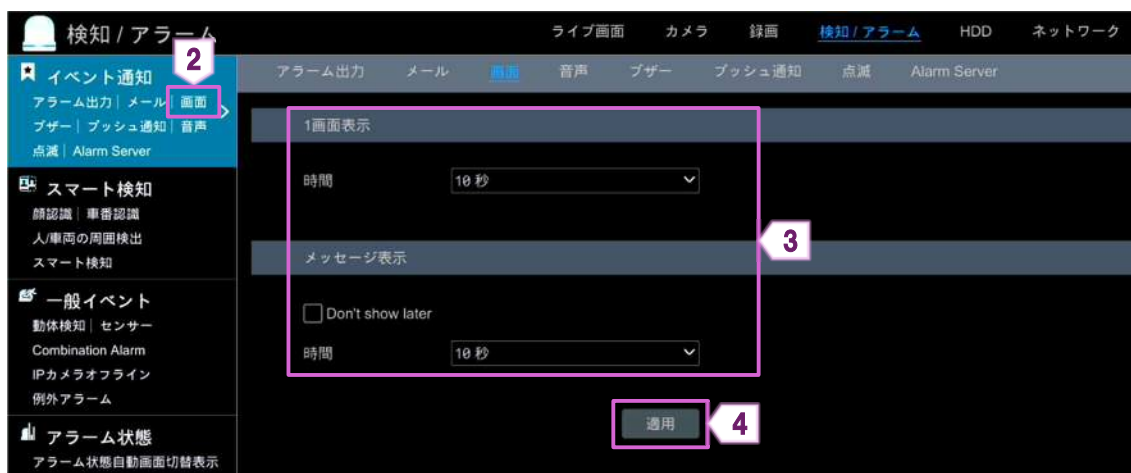 検知 / アラーム
ライブ画面 カメラ 録画 検知 / アラーム HDD ネットワーク
2
イベント通知
アラーム出力 | メール | 画面
ブザー | プッシュ通知 | 音声
点滅 | Alarm Server
アラーム出力 メール 画面 音声 ブザー プッシュ通知 点滅 Alarm Server
1画面表示
時間 10 秒
3
メッセージ表示
Don't show later
時間 10 秒
適用
4
スマート検知
顔認識 | 車番認識
人/車両の周囲検出
スマート検知
一般イベント
動体検知 | センサー
Combination Alarm
IPカメラオフライン
例外アラーム
アラーム状態
アラーム状態自動画面切替表示